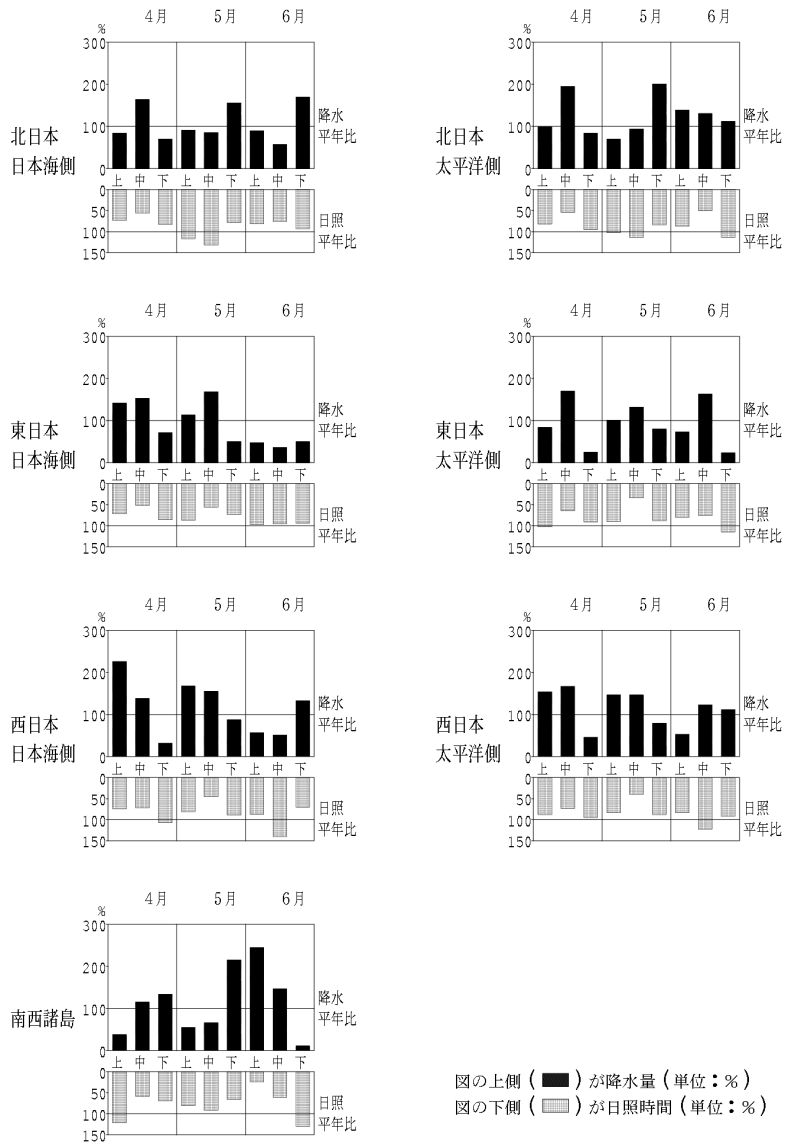 4月 5月 6月
%
300
200
100
0
降水
平年比
北日本
日本海側
上 中 下 上 中 下 上 中 下
0
50
100
150
日照
平年比
4月 5月 6月
%
300
200
100
0
降水
平年比
北日本
太平洋側
上 中 下 上 中 下 上 中 下
0
50
100
150
日照
平年比
4月 5月 6月
%
300
200
100
0
降水
平年比
東日本
日本海側
上 中 下 上 中 下 上 中 下
0
50
100
150
日照
平年比
4月 5月 6月
%
300
200
100
0
降水
平年比
東日本
太平洋側
上 中 下 上 中 下 上 中 下
0
50
100
150
日照
平年比
4月 5月 6月
%
300
200
100
0
降水
平年比
西日本
日本海側
上 中 下 上 中 下 上 中 下
0
50
100
150
日照
平年比
4月 5月 6月
%
300
200
100
0
降水
平年比
西日本
太平洋側
上 中 下 上 中 下 上 中 下
0
50
100
150
日照
平年比
4月 5月 6月
%
300
200
100
0
降水
平年比
南西諸島
上 中 下 上 中 下 上 中 下
0
50
100
150
日照
平年比
図の上側（ ）が降水量（単位：％）
図の下側（ ）が日照時間（単位：％）